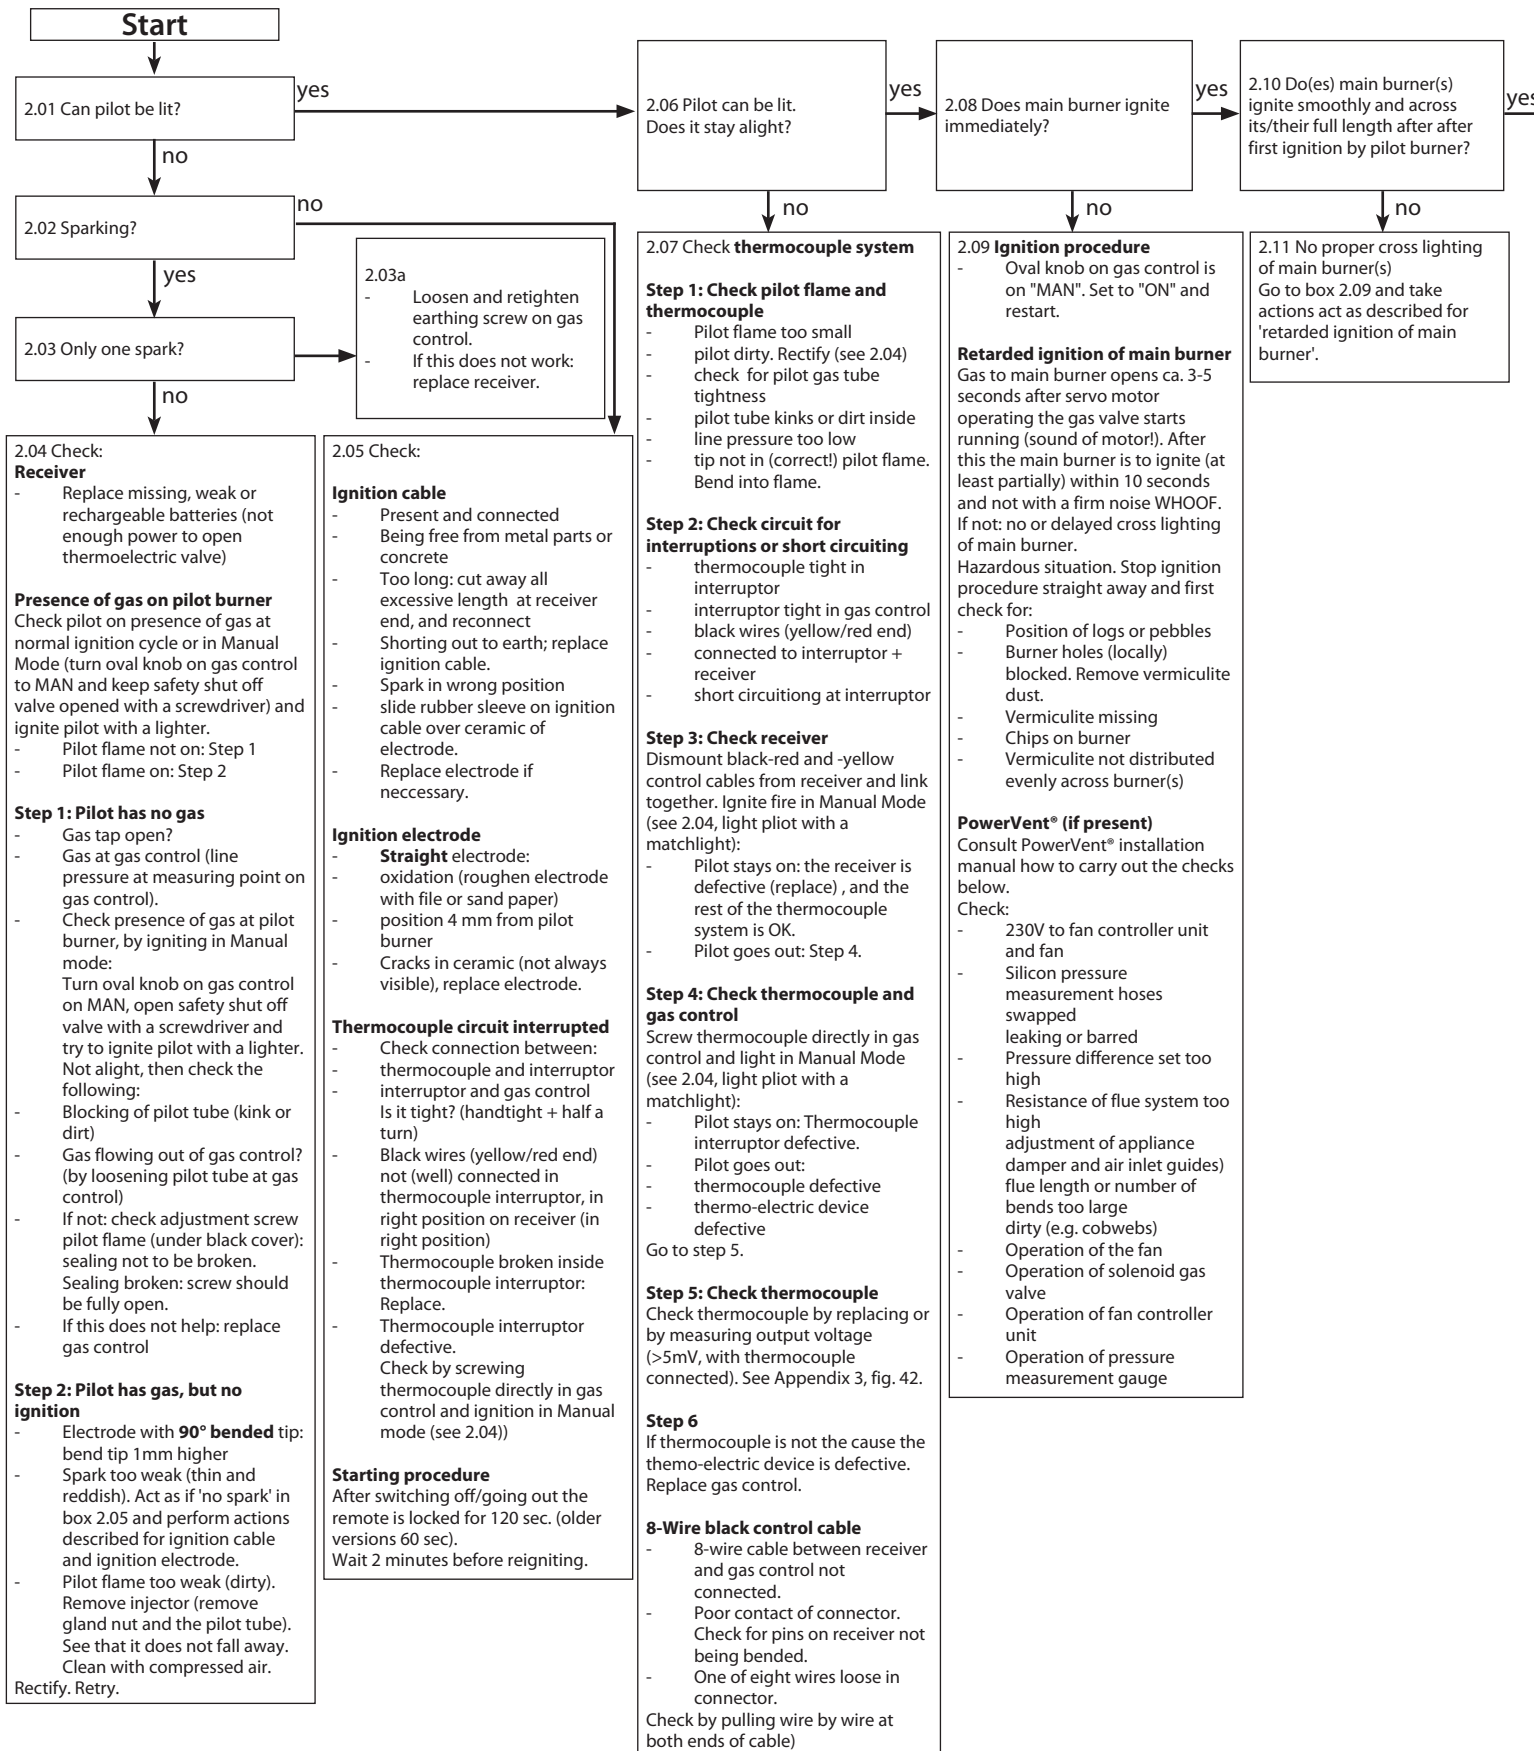 Start
2.01 Can pilot be lit?
yes
no
2.02 Sparking?
no
yes
2.03 Only one spark?
no
2.03a
- Loosen and retighten
earthing screw on gas
control.
- If this does not work:
replace receiver.
2.04 Check:
Receiver
- Replace missing, weak or
rechargeable batteries (not
enough power to open
thermoelectric valve)
Presence of gas on pilot burner
Check pilot on presence of gas at
normal ignition cycle or in Manual
Mode (turn oval knob on gas control
to MAN and keep safety shut off
valve opened with a screwdriver) and
ignite pilot with a lighter.
- Pilot flame not on: Step 1
- Pilot flame on: Step 2
Step 1: Pilot has no gas
- Gas tap open?
- Gas at gas control (line
pressure at measuring point on
gas control).
- Check presence of gas at pilot
burner, by igniting in Manual
mode:
Turn oval knob on gas control
on MAN, open safety shut off
valve with a screwdriver and
try to ignite pilot with a lighter.
Not alight, then check the
following:
- Blocking of pilot tube (kink or
dirt)
- Gas flowing out of gas control?
(by loosening pilot tube at gas
control)
- If not: check adjustment screw
pilot flame (under black cover):
sealing not to be broken.
Sealing broken: screw should
be fully open.
- If this does not help: replace
gas control
Step 2: Pilot has gas, but no
ignition
- Electrode with 90° bended tip:
bend tip 1mm higher
- Spark too weak (thin and
reddish). Act as if 'no spark' in
box 2.05 and perform actions
described for ignition cable
and ignition electrode.
- Pilot flame too weak (dirty).
Remove injector (remove
gland nut and the pilot tube).
See that it does not fall away.
Clean with compressed air.
Rectify. Retry.
2.05 Check:
Ignition cable
- Present and connected
- Being free from metal parts or
concrete
- Too long: cut away all
excessive length at receiver
end, and reconnect
- Shorting out to earth; replace
ignition cable.
- Spark in wrong position
- slide rubber sleeve on ignition
cable over ceramic of
electrode.
- Replace electrode if
neccessary.
Ignition electrode
- Straight electrode:
- oxidation (roughen electrode
with file or sand paper)
- position 4 mm from pilot
burner
- Cracks in ceramic (not always
visible), replace electrode.
Thermocouple circuit interrupted
- Check connection between:
- thermocouple and interruptor
- interruptor and gas control
Is it tight? (handtight + half a
turn)
- Black wires (yellow/red end)
not (well) connected in
thermocouple interruptor, in
right position on receiver (in
right position)
- Thermocouple broken inside
thermocouple interruptor:
Replace.
- Thermocouple interruptor
defective.
Check by screwing
thermocouple directly in gas
control and ignition in Manual
mode (see 2.04))
Starting procedure
After switching off/going out the
remote is locked for 120 sec. (older
versions 60 sec).
Wait 2 minutes before reigniting.
2.06 Pilot can be lit.
Does it stay alight?
yes
no
2.07 Check thermocouple system
Step 1: Check pilot flame and
thermocouple
- Pilot flame too small
- pilot dirty. Rectify (see 2.04)
- check for pilot gas tube
tightness
- pilot tube kinks or dirt inside
- line pressure too low
- tip not in (correct!) pilot flame.
Bend into flame.
Step 2: Check circuit for
interruptions or short circuiting
- thermocouple tight in
interruptor
- interruptor tight in gas control
- black wires (yellow/red end)
- connected to interruptor +
receiver
- short circuitiong at interruptor
Step 3: Check receiver
Dismount black-red and -yellow
control cables from receiver and link
together. Ignite fire in Manual Mode
(see 2.04, light pliot with a
matchlight):
- Pilot stays on: the receiver is
defective (replace) , and the
rest of the thermocouple
system is OK.
- Pilot goes out: Step 4.
Step 4: Check thermocouple and
gas control
Screw thermocouple directly in gas
control and light in Manual Mode
(see 2.04, light pliot with a
matchlight):
- Pilot stays on: Thermocouple
interruptor defective.
- Pilot goes out:
- thermocouple defective
- thermo-electric device
defective
Go to step 5.
Step 5: Check thermocouple
Check thermocouple by replacing or
by measuring output voltage
(>5mV, with thermocouple
connected). See Appendix 3, fig. 42.
Step 6
If thermocouple is not the cause the
themo-electric device is defective.
Replace gas control.
8-Wire black control cable
- 8-wire cable between receiver
and gas control not
connected.
- Poor contact of connector.
Check for pins on receiver not
being bended.
- One of eight wires loose in
connector.
Check by pulling wire by wire at
both ends of cable)
2.08 Does main burner ignite
immediately?
yes
no
2.09 Ignition procedure
- Oval knob on gas control is
on "MAN". Set to "ON" and
restart.
Retarded ignition of main burner
Gas to main burner opens ca. 3-5
seconds after servo motor
operating the gas valve starts
running (sound of motor!). After
this the main burner is to ignite (at
least partially) within 10 seconds
and not with a firm noise WHOOF.
If not: no or delayed cross lighting
of main burner.
Hazardous situation. Stop ignition
procedure straight away and first
check for:
- Position of logs or pebbles
- Burner holes (locally)
blocked. Remove vermiculite
dust.
- Vermiculite missing
- Chips on burner
- Vermiculite not distributed
evenly across burner(s)
PowerVent® (if present)
Consult PowerVent® installation
manual how to carry out the checks
below.
Check:
- 230V to fan controller unit
and fan
- Silicon pressure
measurement hoses
swapped
leaking or barred
- Pressure difference set too
high
- Resistance of flue system too
high
adjustment of appliance
damper and air inlet guides)
flue length or number of
bends too large
dirty (e.g. cobwebs)
- Operation of the fan
- Operation of solenoid gas
valve
- Operation of fan controller
unit
- Operation of pressure
measurement gauge
2.10 Do(es) main burner(s)
ignite smoothly and across
its/their full length after after
first ignition by pilot burner?
yes
no
2.11 No proper cross lighting
of main burner(s)
Go to box 2.09 and take
actions act as described for
'retarded ignition of main
burner'.